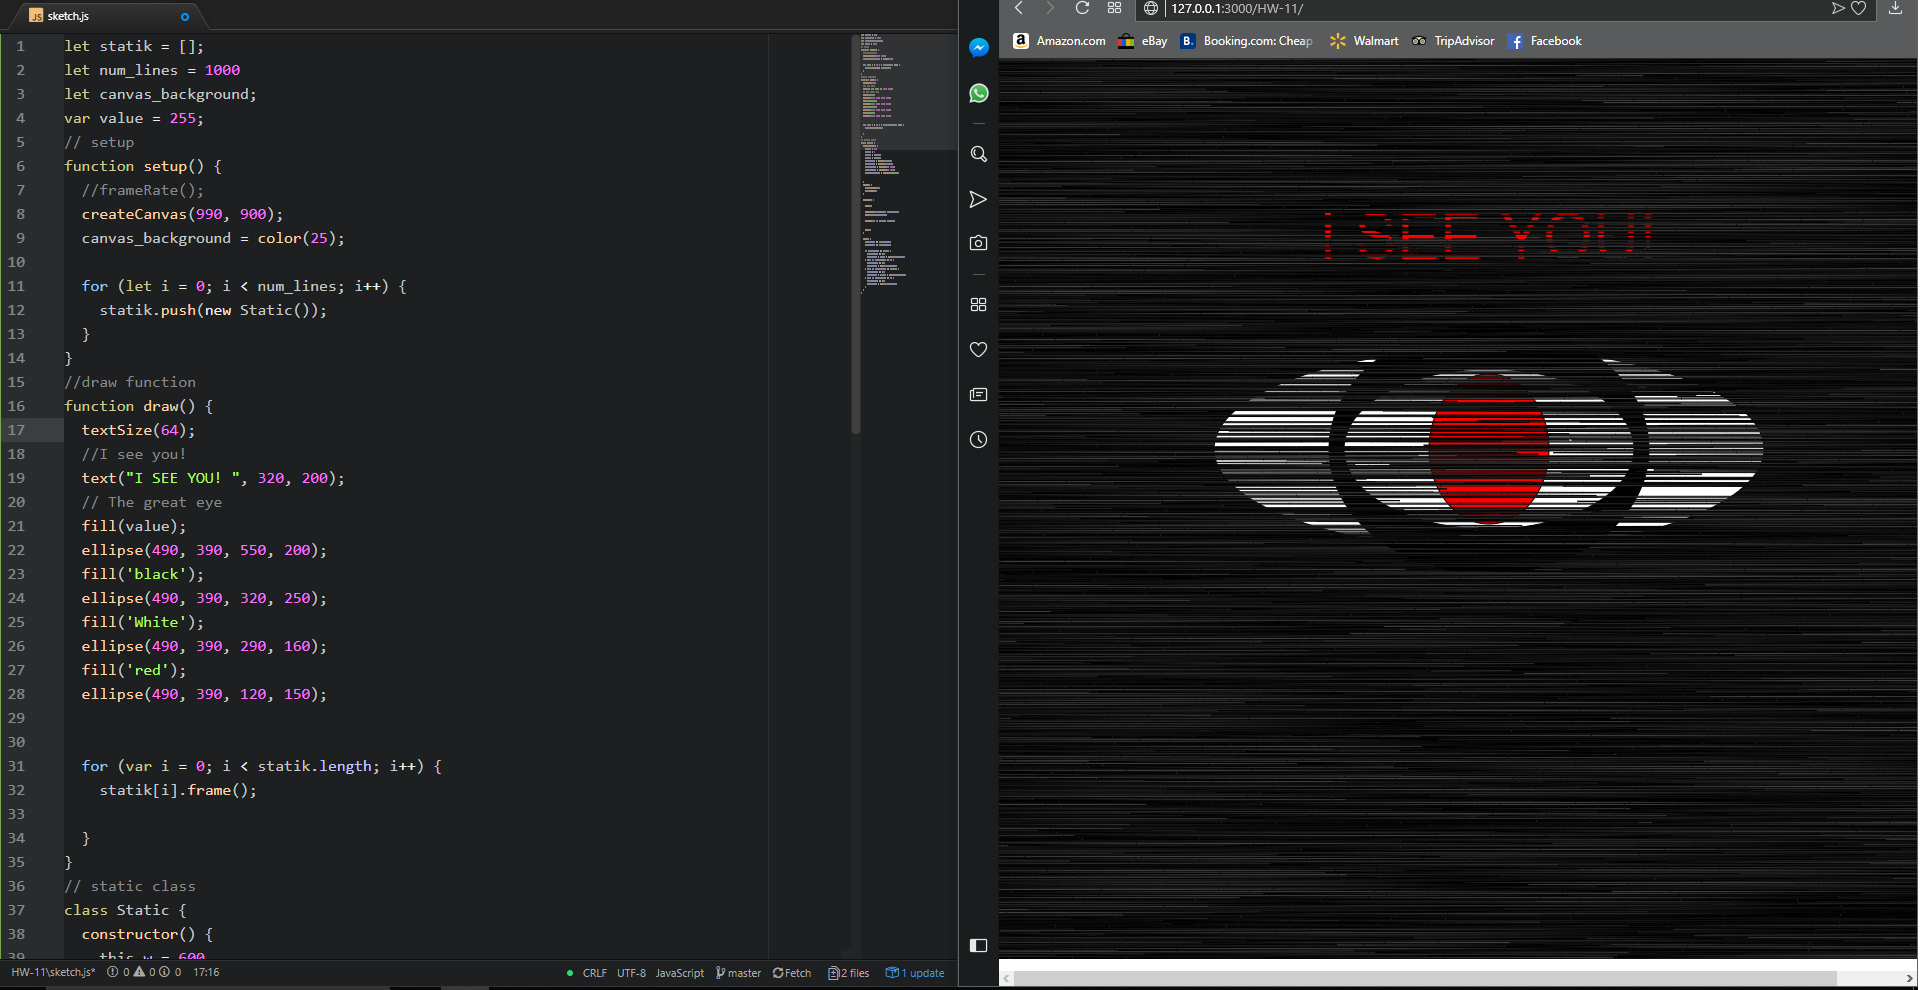 sketch.js
127.0.0.1:3000/HW-11/
Amazon.com eBay Booking.com: Cheap Walmart TripAdvisor Facebook
1 let statik = [];
2 let num_lines = 1000
3 let canvas_background;
4 var value = 255;
5 // setup
6 function setup() {
7 //frameRate();
8 createCanvas(990, 900);
9 canvas_background = color(25);
10
11 for (let i = 0; i < num_lines; i++) {
12 statik.push(new Static());
13 }
14 }
15 //draw function
16 function draw() {
17 textSize(64);
18 //I see you!
19 text("I SEE YOU! ", 320, 200);
20 // The great eye
21 fill(value);
22 ellipse(490, 390, 550, 200);
23 fill('black');
24 ellipse(490, 390, 320, 250);
25 fill('White');
26 ellipse(490, 390, 290, 160);
27 fill('red');
28 ellipse(490, 390, 120, 150);
29
30
31 for (var i = 0; i < statik.length; i++) {
32 statik[i].frame();
33
34 }
35 }
36 // static class
37 class Static {
38 constructor() {
39 this.w = 600
I SEE YOU!
HW-11\sketch.js* 0 0 0 17:16 CRLF UTF-8 JavaScript master Fetch 2 files 1 update